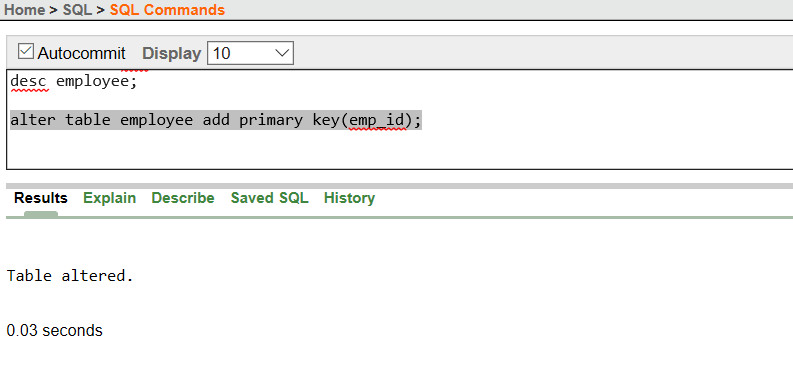 Home > SQL > SQL Commands
Autocommit Display 10
desc employee;
alter table employee add primary key(emp_id);
Results Explain Describe Saved SQL History
Table altered.
0.03 seconds